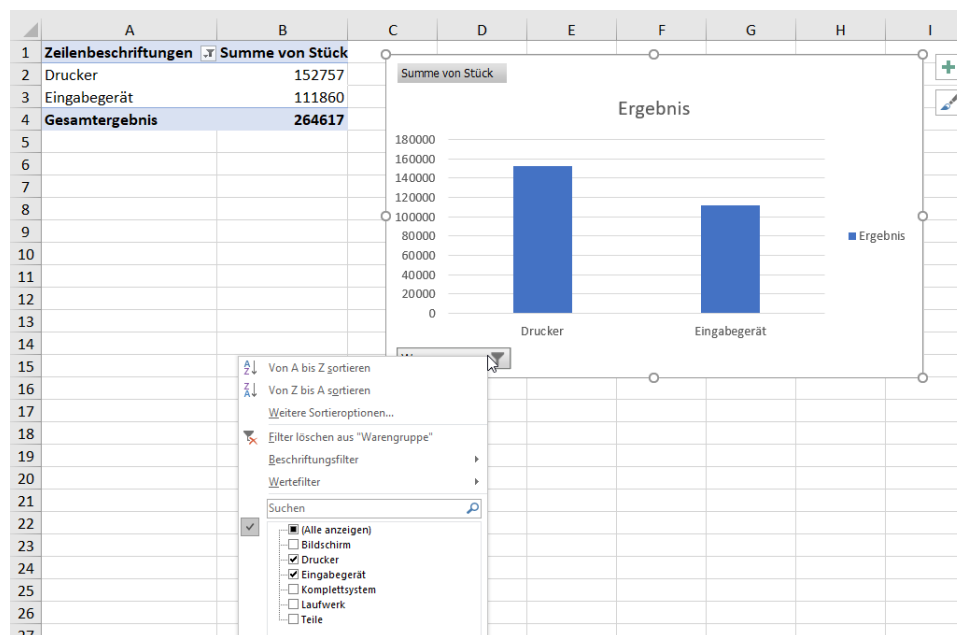 A B C D E F G H I
1 Zeilenbeschriftungen Summe von Stück
2 Drucker 152757
3 Eingabegerät 111860
4 Gesamtergebnis 264617
5
6
7
8
9
10
11
12
13
14
15
16
17
18
19
20
21
22
23
24
25
26
27
Summe von Stück
Ergebnis
180000
160000
140000
120000
100000
80000
60000
40000
20000
0
Drucker Eingabegerät
Ergebnis
Von A bis Z sortieren
Von Z bis A sortieren
Weitere Sortieroptionen...
Filter löschen aus "Warengruppe"
Beschriftungsfilter
Wertefilter
Suchen
(Alle anzeigen)
Bildschirm
Drucker
Eingabegerät
Komplettsystem
Laufwerk
Teile